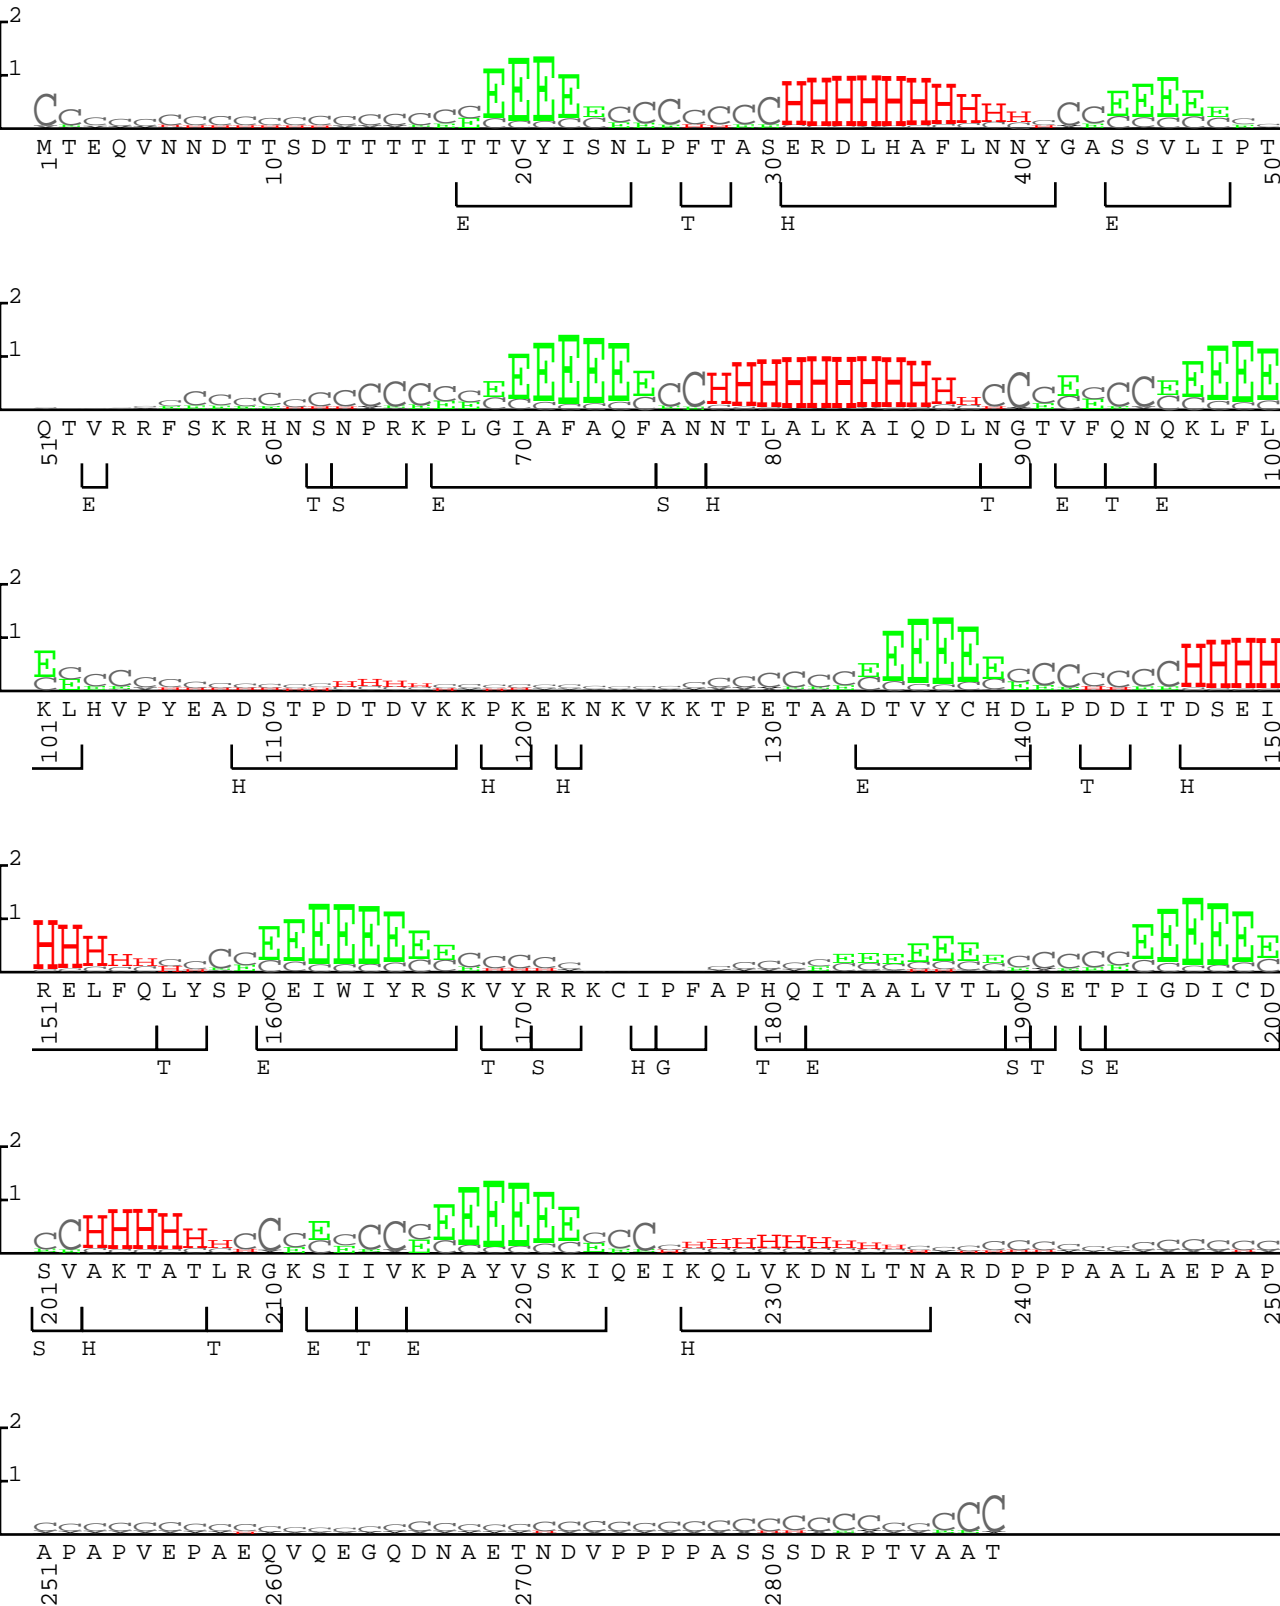 2
1
C C C C C C C C C C C C C C C C C C E E E E E C C C C C C C H H H H H H H H H H C C E E E E E C C
M T E Q V N N D T T S D T T T T I T T V Y I S N L P F T A S E R D L H A F L N N Y G A S S V L I P T
1 10 20 30 40 50
E T H E
2
1
C C C C C C C C C C C C C E E E E E E E C C H H H H H H H H H H H C C C E C C C E E E E E
Q T V R R F S K R H N S N P R K P L G I A F A Q F A N N T L A L K A I Q D L N G T V F Q N Q K L F L
51 60 70 80 90 100
E T S E S H T E T E
2
1
E C C C C C H H H H C C C C C C E E E E E E C C C C C C H H H H
K L H V P Y E A D S T P D T D V K K P K E K N K V K K T P E T A A D T V Y C H D L P D D I T D S E I
101 110 120 130 140 150
H H H E T H
2
1
H H H H H C C C C E E E E E E E E C C C C C C C C E E E E E E E E C C C C C E E E E E E
R E L F Q L Y S P Q E I W I Y R S K V Y R R K C I P F A P H Q I T A A L V T L Q S E T P I G D I C D
151 160 170 180 190 200
T E T S H G T E S T S E
2
1
C C H H H H H H C C C E C C C C E E E E E E C C C H H H H H H H H H C C C C C C C C C C C C C
S V A K T A T L R G K S I I V K P A Y V S K I Q E I K Q L V K D N L T N A R D P P P A A L A E P A P
201 210 220 230 240 250
S H T E T E H
2
1
C C C C C C C C C C C C C C C C C C C C C C C C C C C C C C C C C C C C C C C
A P A P V E P A E Q V Q E G Q D N A E T N D V P P P P A S S S D R P T V A A T
251 260 270 280